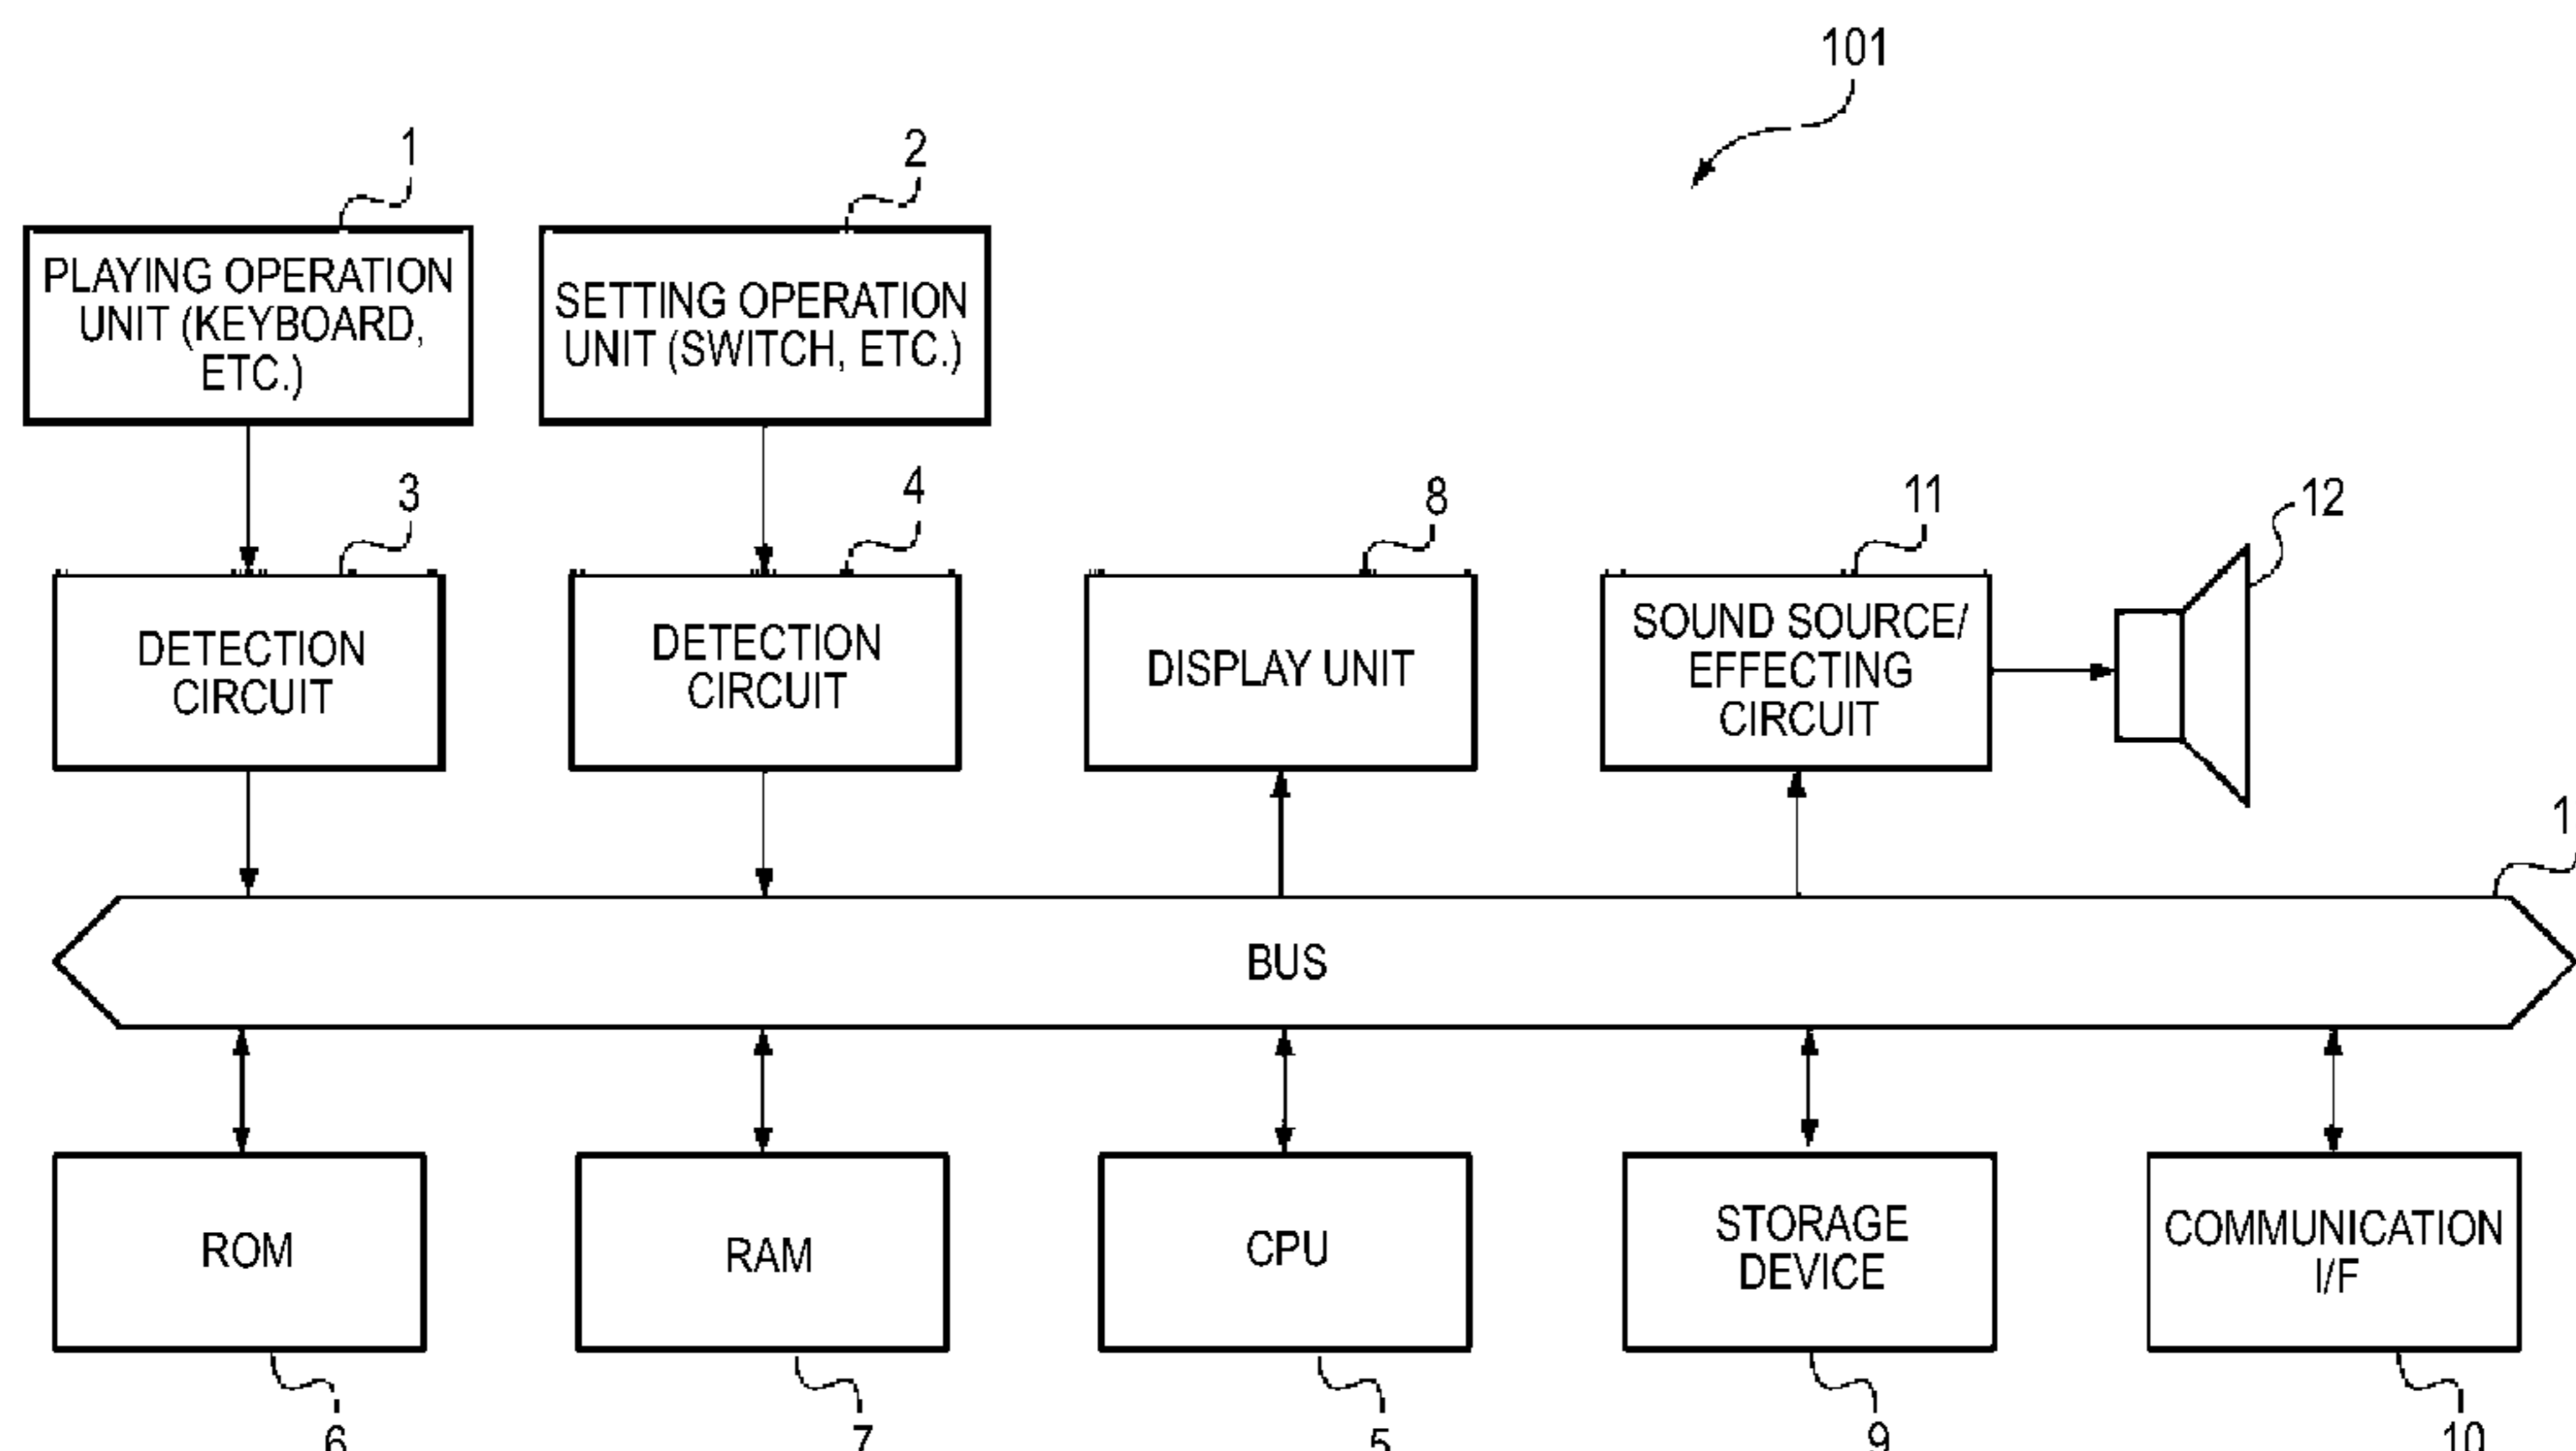 101
1
2
PLAYING OPERATION
UNIT (KEYBOARD,
ETC.)
SETTING OPERATION
UNIT (SWITCH, ETC.)
3
4
8
11
12
DETECTION
CIRCUIT
DETECTION
CIRCUIT
DISPLAY UNIT
SOUND SOURCE/
EFFECTING
CIRCUIT
1
BUS
ROM
RAM
CPU
STORAGE
DEVICE
COMMUNICATION
I/F
6
7
5
9
10